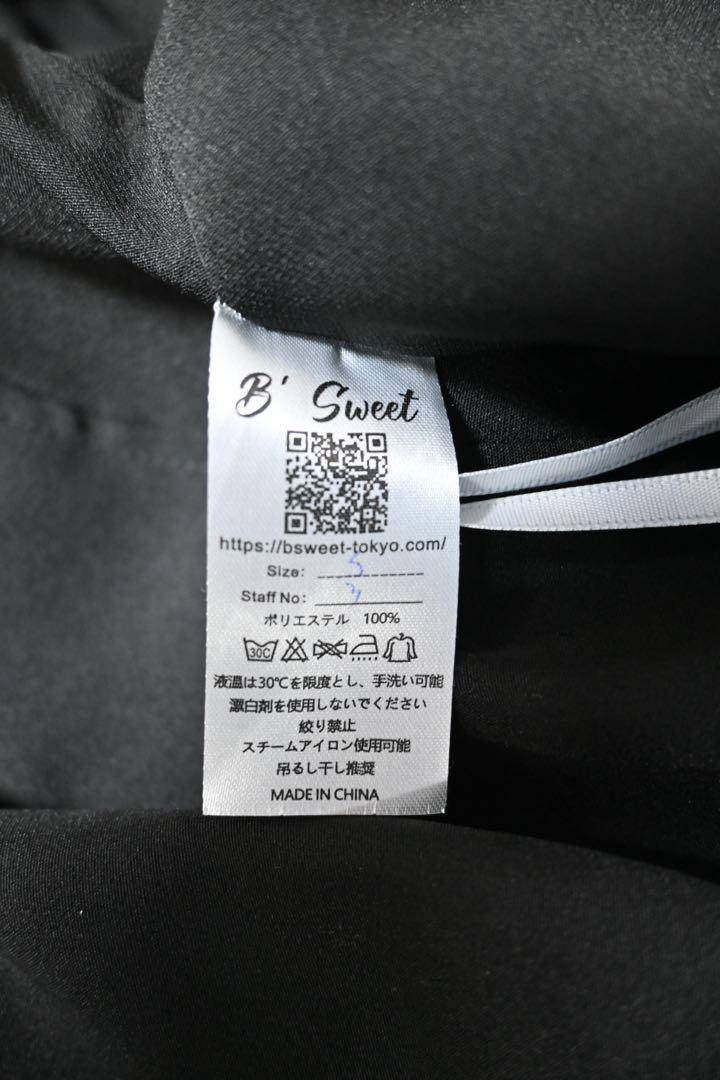 B' Sweet
https://bsweet-tokyo.com/
Size:
Staff No: 3
ポリエステル 100%
30C
液温は30℃を限度とし、手洗い可能
漂白剤を使用しないでください
絞り禁止
スチームアイロン使用可能
吊るし干し推奨
MADE IN CHINA